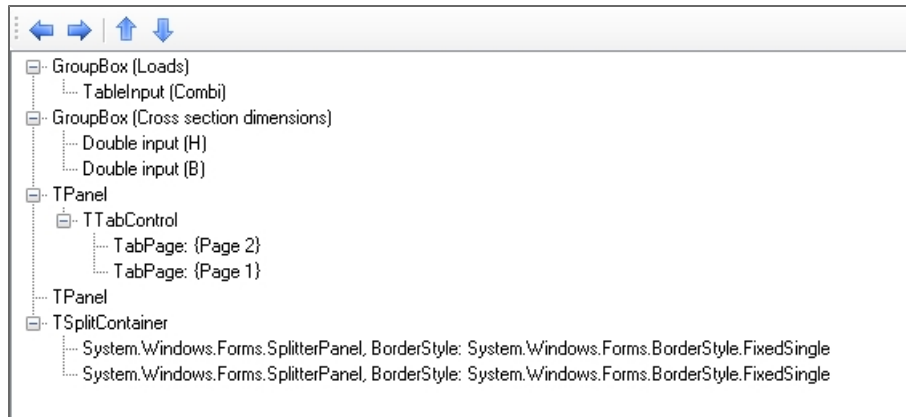 GroupBox (Loads)
TableInput (Combi)
GroupBox (Cross section dimensions)
Double input (H)
Double input (B)
TPanel
TTabControl
TabPage: {Page 2}
TabPage: {Page 1}
TPanel
TSplitContainer
System.Windows.Forms.SplitterPanel, BorderStyle: System.Windows.Forms.BorderStyle.FixedSingle
System.Windows.Forms.SplitterPanel, BorderStyle: System.Windows.Forms.BorderStyle.FixedSingle